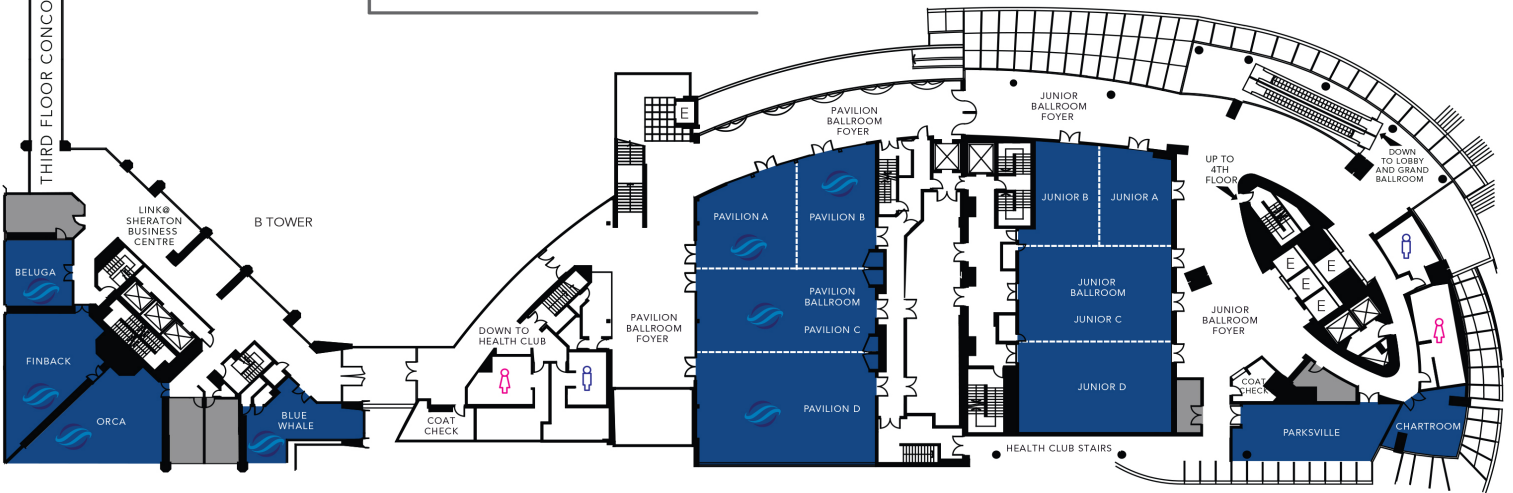 THIRD FLOOR CONCO
LINK@
SHERATON
BUSINESS
CENTRE
B TOWER
BELUGA
FINBACK
ORCA
BLUE
WHALE
DOWN TO
HEALTH CLUB
COAT
CHECK
PAVILION
BALLROOM
FOYER
E
PAVILION
BALLROOM
FOYER
PAVILION A
PAVILION B
PAVILION
BALLROOM
PAVILION C
PAVILION D
JUNIOR
BALLROOM
FOYER
JUNIOR B
JUNIOR A
JUNIOR
BALLROOM
JUNIOR C
JUNIOR D
HEALTH CLUB STAIRS
UP TO
4TH
FLOOR
DOWN
TO LOBBY
AND GRAND
BALLROOM
E
E
E
E
JUNIOR
BALLROOM
FOYER
COAT
CHECK
PARKSVILLE
CHARTROOM